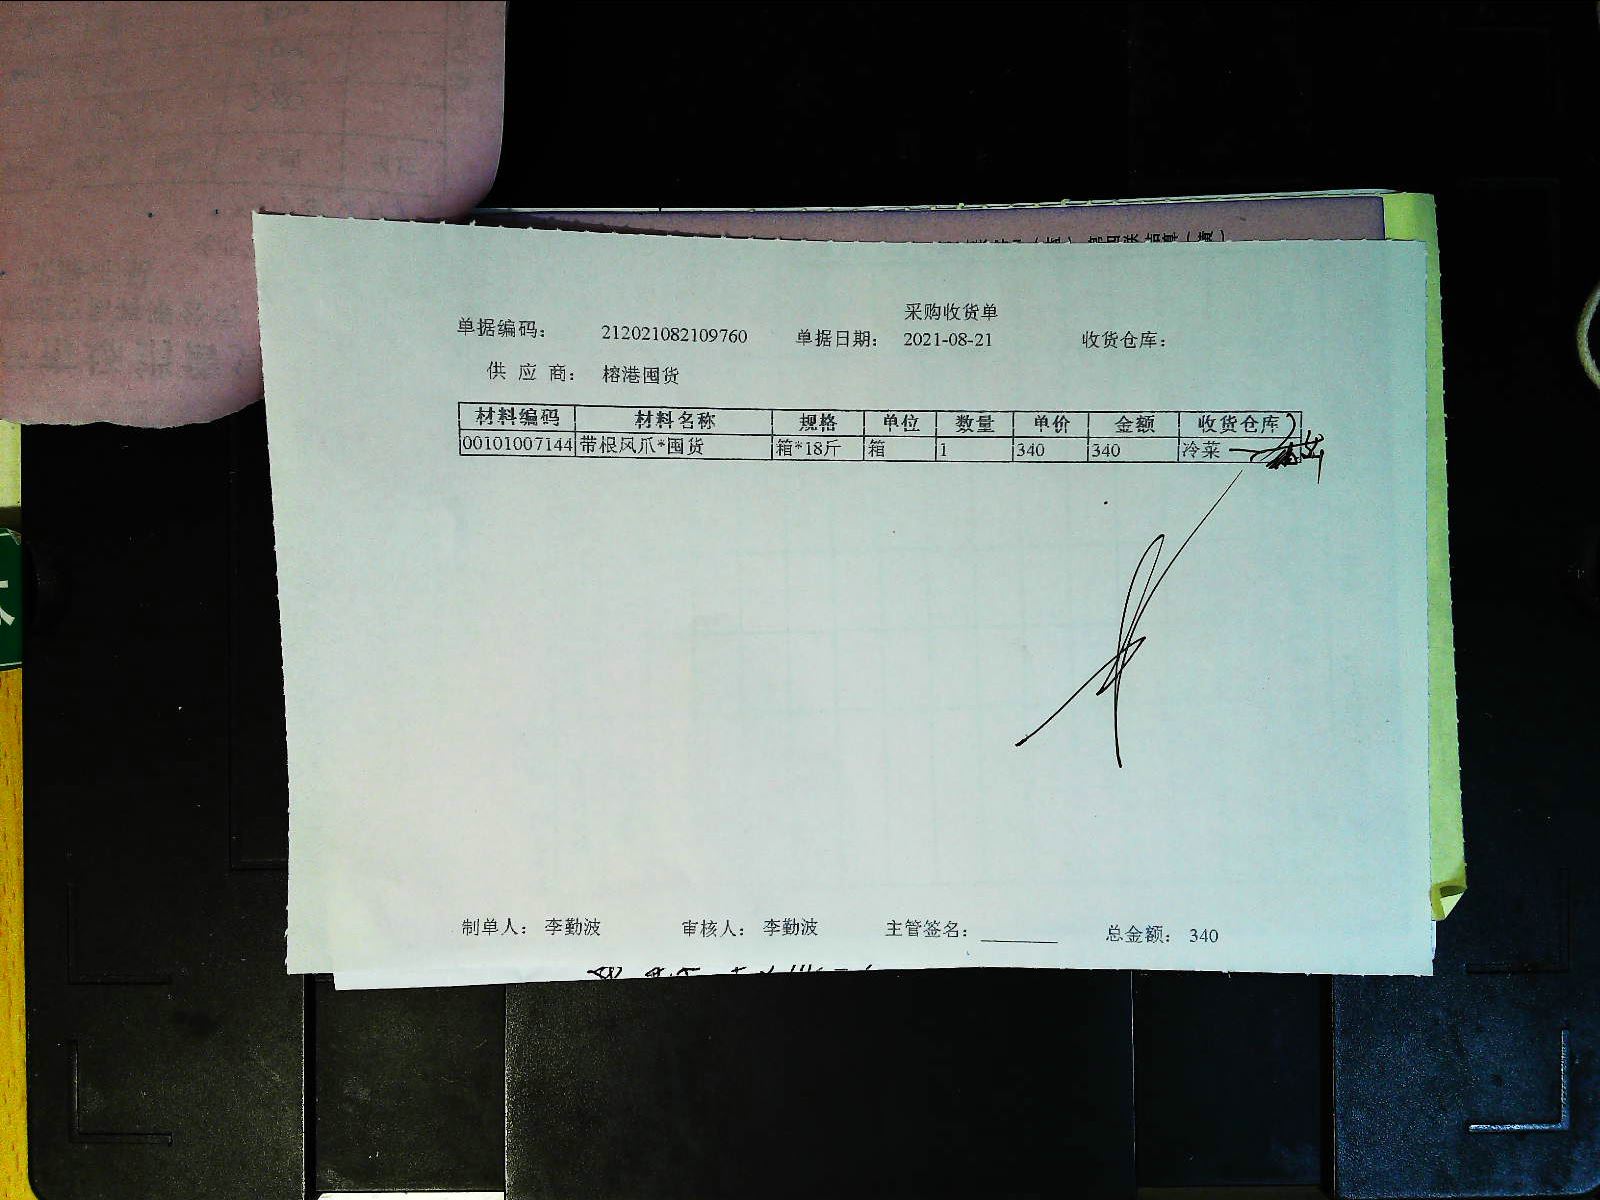 采购收货单
单据编码： 212021082109760 单据日期： 2021-08-21 收货仓库：
供 应 商： 榕港囤货
材料编码 材料名称 规格 单位 数量 单价 金额 收货仓库
00101007144 带根凤爪*囤货 箱*18斤 箱 1 340 340 冷菜
制单人： 李勤波 审核人： 李勤波 主管签名： 总金额： 340